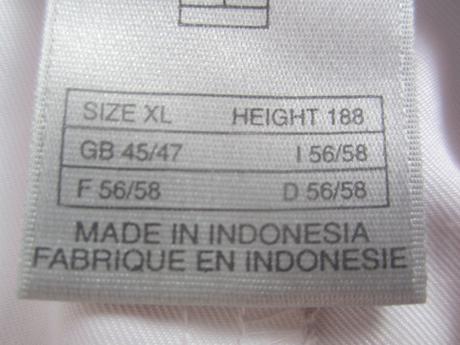 SIZE XL HEIGHT 188
GB 45/47 I 56/58
F 56/58 D 56/58
MADE IN INDONESIA
FABRIQUE EN INDONESIE